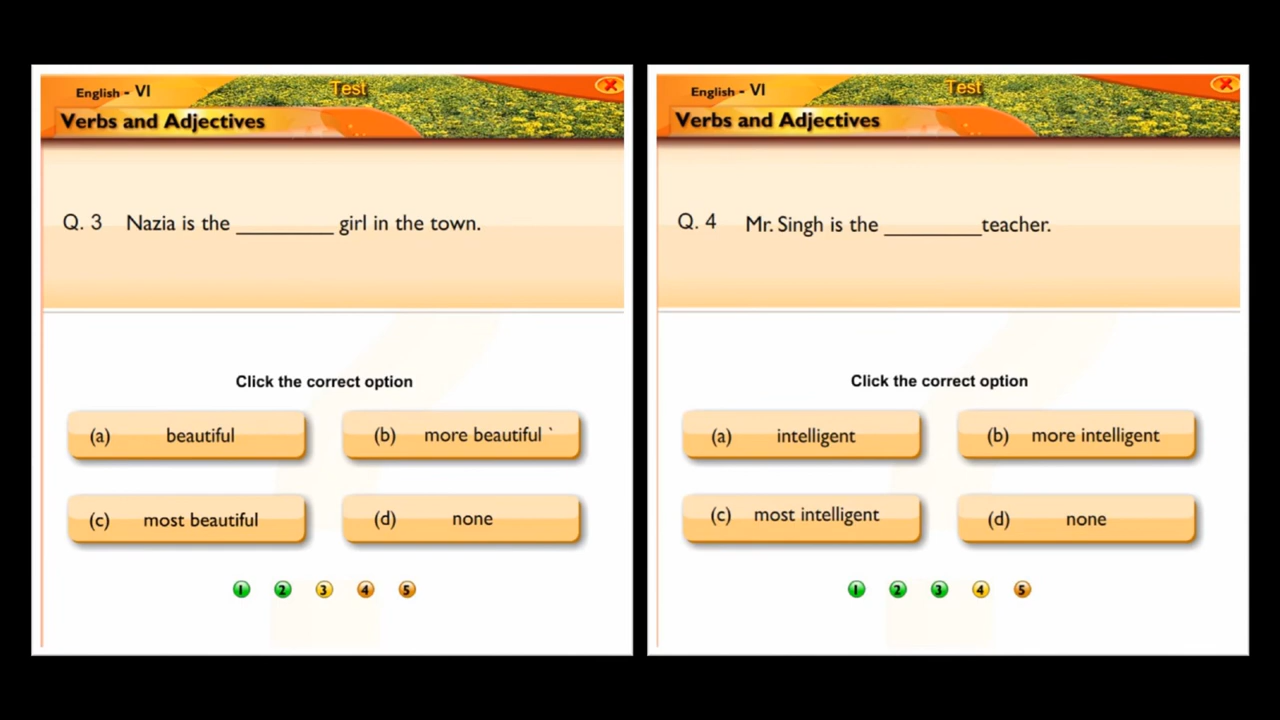 English - VI
Test
Verbs and Adjectives
Q. 3 Nazia is the _________ girl in the town.
Click the correct option
(a) beautiful
(b) more beautiful `
(c) most beautiful
(d) none
1 2 3 4 5
English - VI
Test
Verbs and Adjectives
Q. 4 Mr. Singh is the _________teacher.
Click the correct option
(a) intelligent
(b) more intelligent
(c) most intelligent
(d) none
1 2 3 4 5